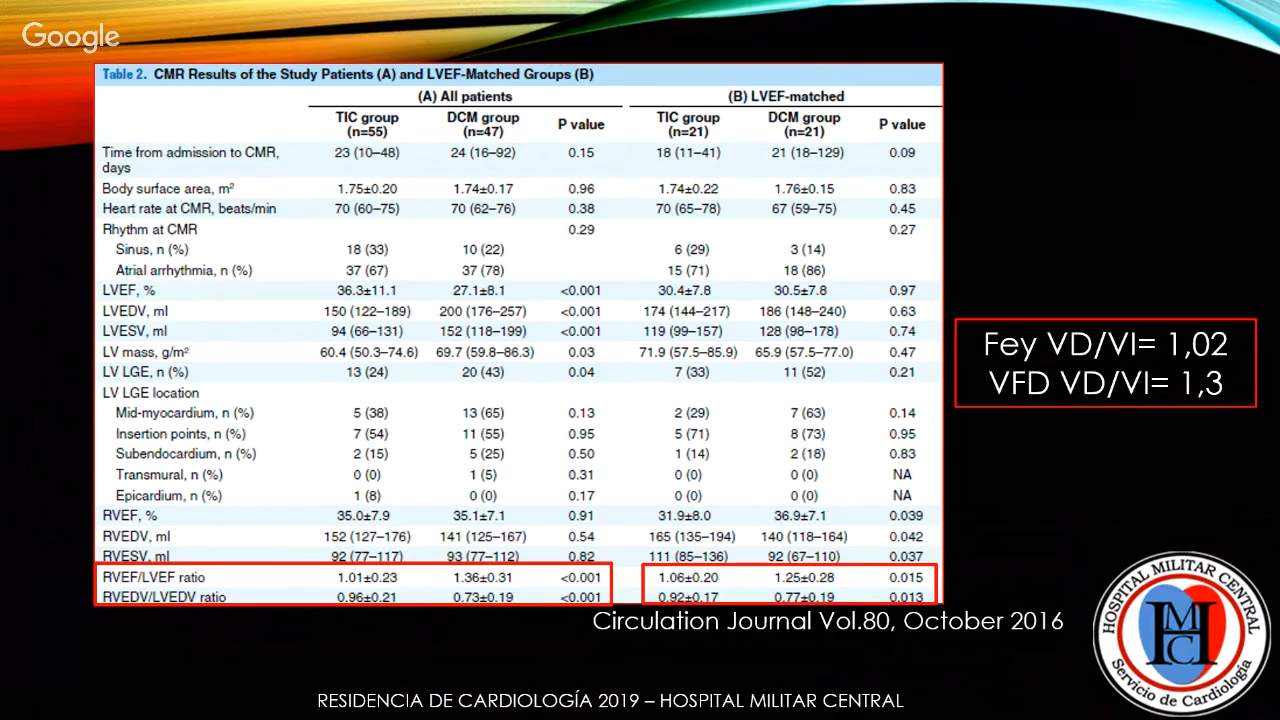 Google
Table 2. CMR Results of the Study Patients (A) and LVEF-Matched Groups (B)
(A) All patients (B) LVEF-matched
TIC group (n=55) DCM group (n=47) P value TIC group (n=21) DCM group (n=21) P value
Time from admission to CMR, days 23 (10–48) 24 (16–92) 0.15 18 (11–41) 21 (18–129) 0.09
Body surface area, m² 1.75±0.20 1.74±0.17 0.96 1.74±0.22 1.76±0.15 0.83
Heart rate at CMR, beats/min 70 (60–75) 70 (62–76) 0.38 70 (65–78) 67 (59–75) 0.45
Rhythm at CMR 0.29 0.27
Sinus, n (%) 18 (33) 10 (22) 6 (29) 3 (14)
Atrial arrhythmia, n (%) 37 (67) 37 (78) 15 (71) 18 (86)
LVEF, % 36.3±11.1 27.1±8.1 <0.001 30.4±7.8 30.5±7.8 0.97
LVEDV, ml 150 (122–189) 200 (176–257) <0.001 174 (144–217) 186 (148–240) 0.63
LVESV, ml 94 (66–131) 152 (118–199) <0.001 119 (99–157) 128 (98–178) 0.74
LV mass, g/m² 60.4 (50.3–74.6) 69.7 (59.8–86.3) 0.03 71.9 (57.5–85.9) 65.9 (57.5–77.0) 0.47
LV LGE, n (%) 13 (24) 20 (43) 0.04 7 (33) 11 (52) 0.21
LV LGE location
Mid-myocardium, n (%) 5 (38) 13 (65) 0.13 2 (29) 7 (63) 0.14
Insertion points, n (%) 7 (54) 11 (55) 0.95 5 (71) 8 (73) 0.95
Subendocardium, n (%) 2 (15) 5 (25) 0.50 1 (14) 2 (18) 0.83
Transmural, n (%) 0 (0) 1 (5) 0.31 0 (0) 0 (0) NA
Epicardium, n (%) 1 (8) 0 (0) 0.17 0 (0) 0 (0) NA
RVEF, % 35.0±7.9 35.1±7.1 0.91 31.9±8.0 36.9±7.1 0.039
RVEDV, ml 152 (127–176) 141 (125–167) 0.54 165 (135–194) 140 (118–164) 0.042
RVESV, ml 92 (77–117) 93 (77–112) 0.82 111 (85–136) 92 (67–110) 0.037
RVEF/LVEF ratio 1.01±0.23 1.36±0.31 <0.001 1.06±0.20 1.25±0.28 0.015
RVEDV/LVEDV ratio 0.96±0.21 0.73±0.19 <0.001 0.92±0.17 0.77±0.19 0.013
Fey VD/VI= 1,02
VFD VD/VI= 1,3
Circulation Journal Vol.80, October 2016
HOSPITAL MILITAR CENTRAL
HMC
Servicio de Cardiología
RESIDENCIA DE CARDIOLOGÍA 2019 – HOSPITAL MILITAR CENTRAL